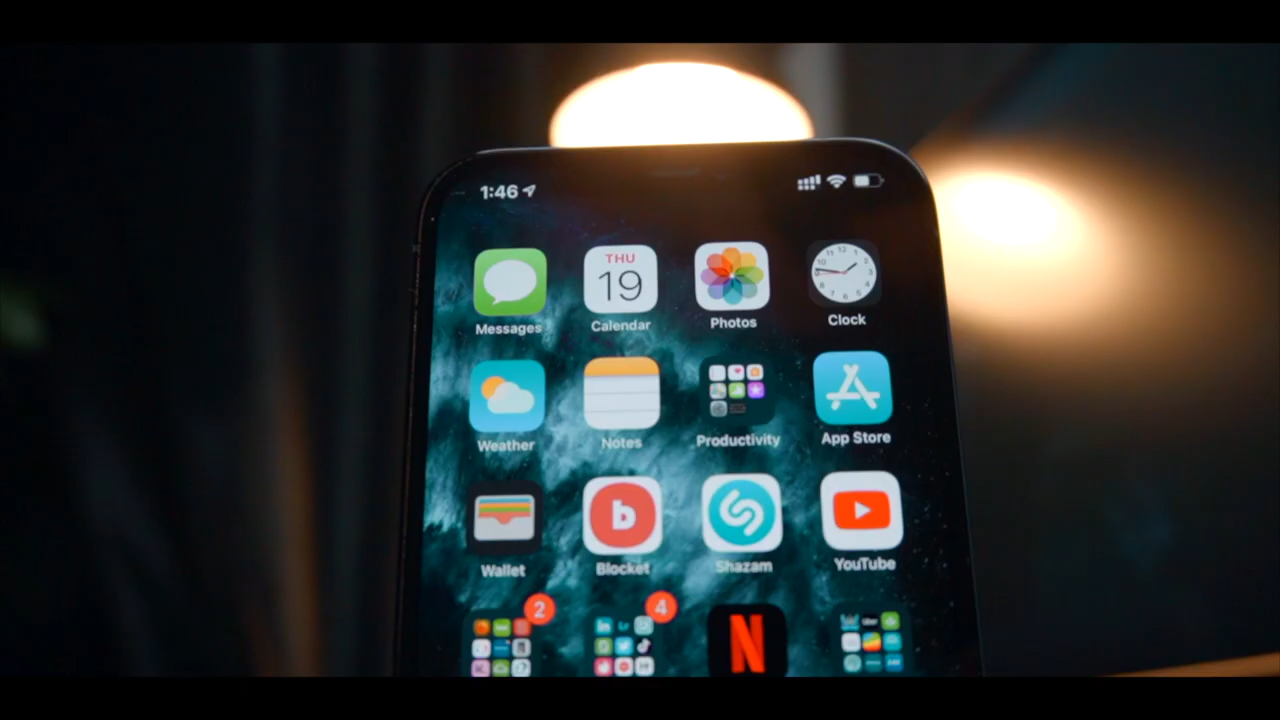 1:46
THU
19
Messages
Calendar
Photos
Clock
Weather
Notes
Productivity
App Store
Wallet
b
Blocket
Shazam
YouTube
2
4
N